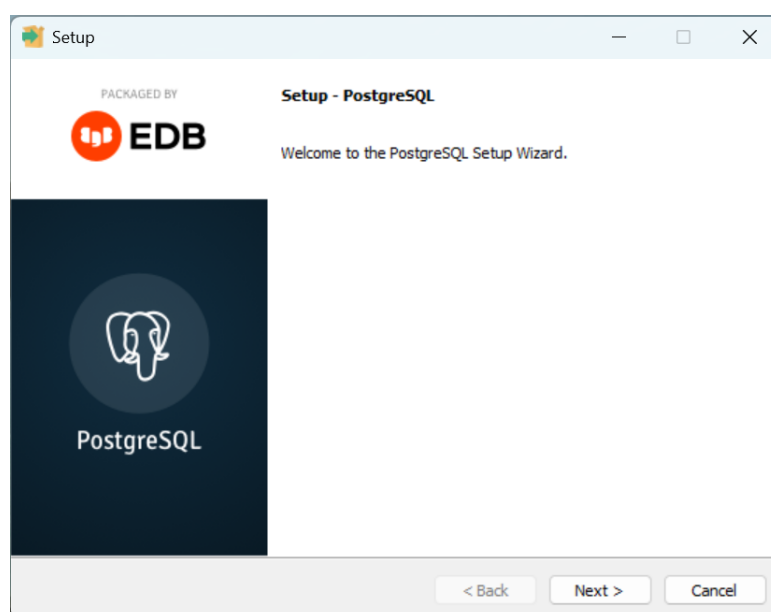 Setup
PACKAGED BY
EDB
Setup - PostgreSQL
Welcome to the PostgreSQL Setup Wizard.
PostgreSQL
< Back
Next >
Cancel